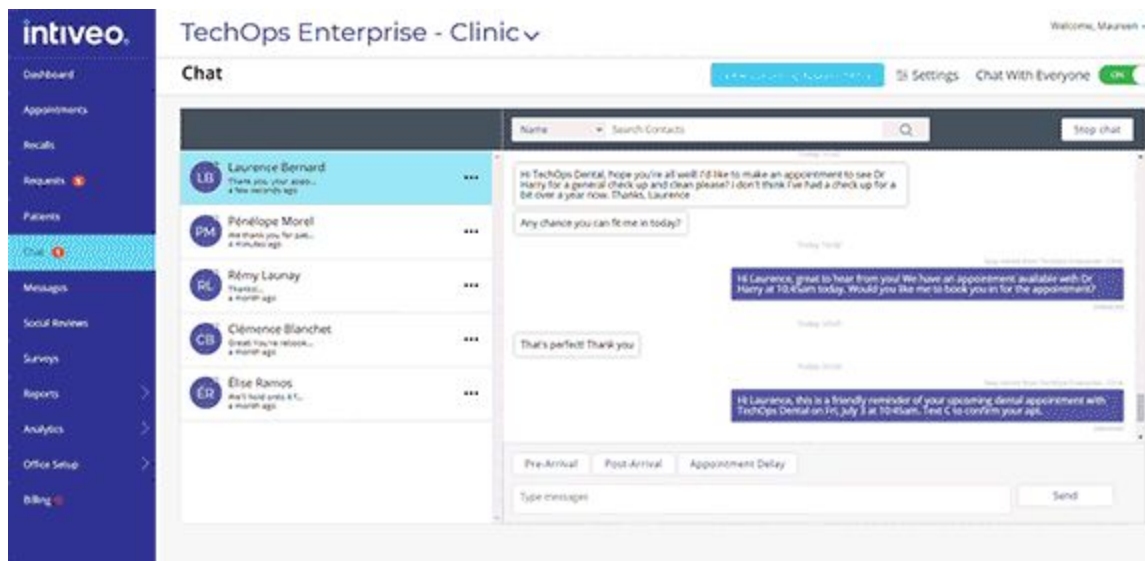 intiveo.
TechOps Enterprise - Clinic
Welcome, Maureen
Dashboard
Appointments
Recalls
Requests
Patients
Chat
Messages
Social Reviews
Surveys
Reports
Analytics
Office Setup
Billing
Chat
Settings
Chat With Everyone
ON
Name
Search Contacts
Stop chat
LB
Laurence Bernard
Thank you, your
a few seconds ago
PM
Pénélope Morel
We thank you for
4 minutes ago
RL
Rémy Launay
Thanks
a month ago
CB
Clémence Blanchet
Great! You're
a month ago
ÉR
Élise Ramos
We'll hold
a month ago
Hi TechOps Dental, hope you're all well! I'd like to make an appointment to see Dr
Harry for a general check up and clean please? I don't think I've had a check up for a
bit over a year now. Thanks, Laurence
Any chance you can fit me in today?
Hi Laurence, great to hear from you! We have an appointment available with Dr
Harry at 10:45am today. Would you like me to book you in for the appointment?
That's perfect! Thank you
Hi Laurence, this is a friendly reminder of your upcoming dental appointment with
TechOps Dental on Fri, July 3 at 10:45am. Text C to confirm your apt.
Pre-Arrival
Post-Arrival
Appointment Delay
Type messages
Send